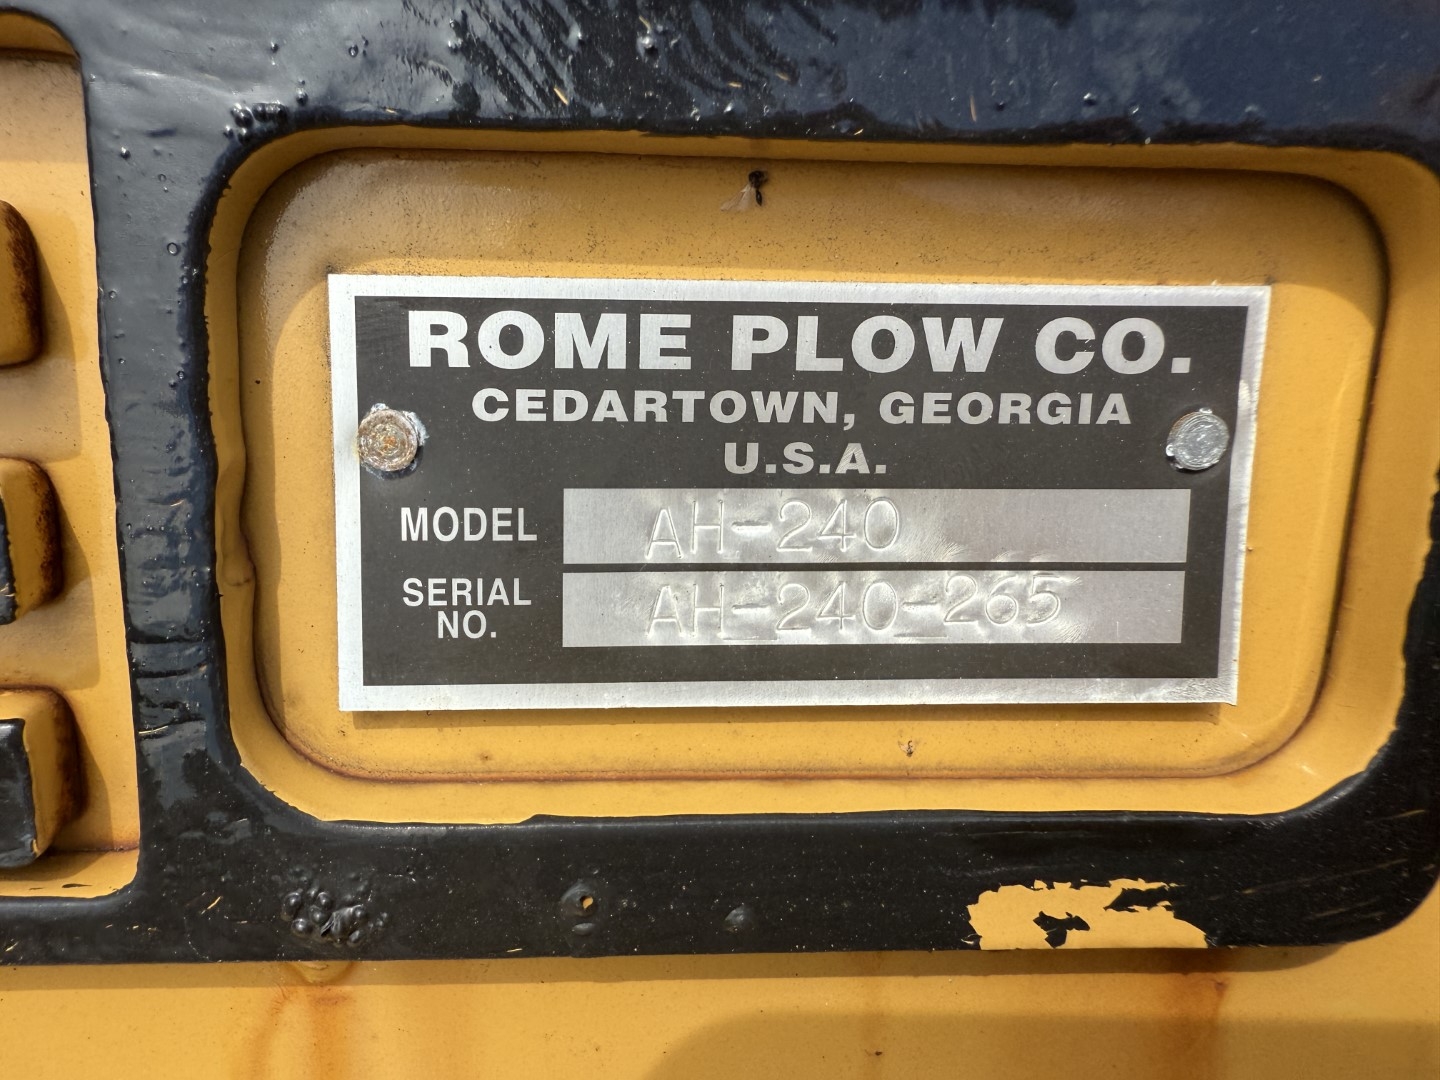 ROME PLOW CO.
CEDARTOWN, GEORGIA
U.S.A.
MODEL AH-240
SERIAL NO. AH-240-265